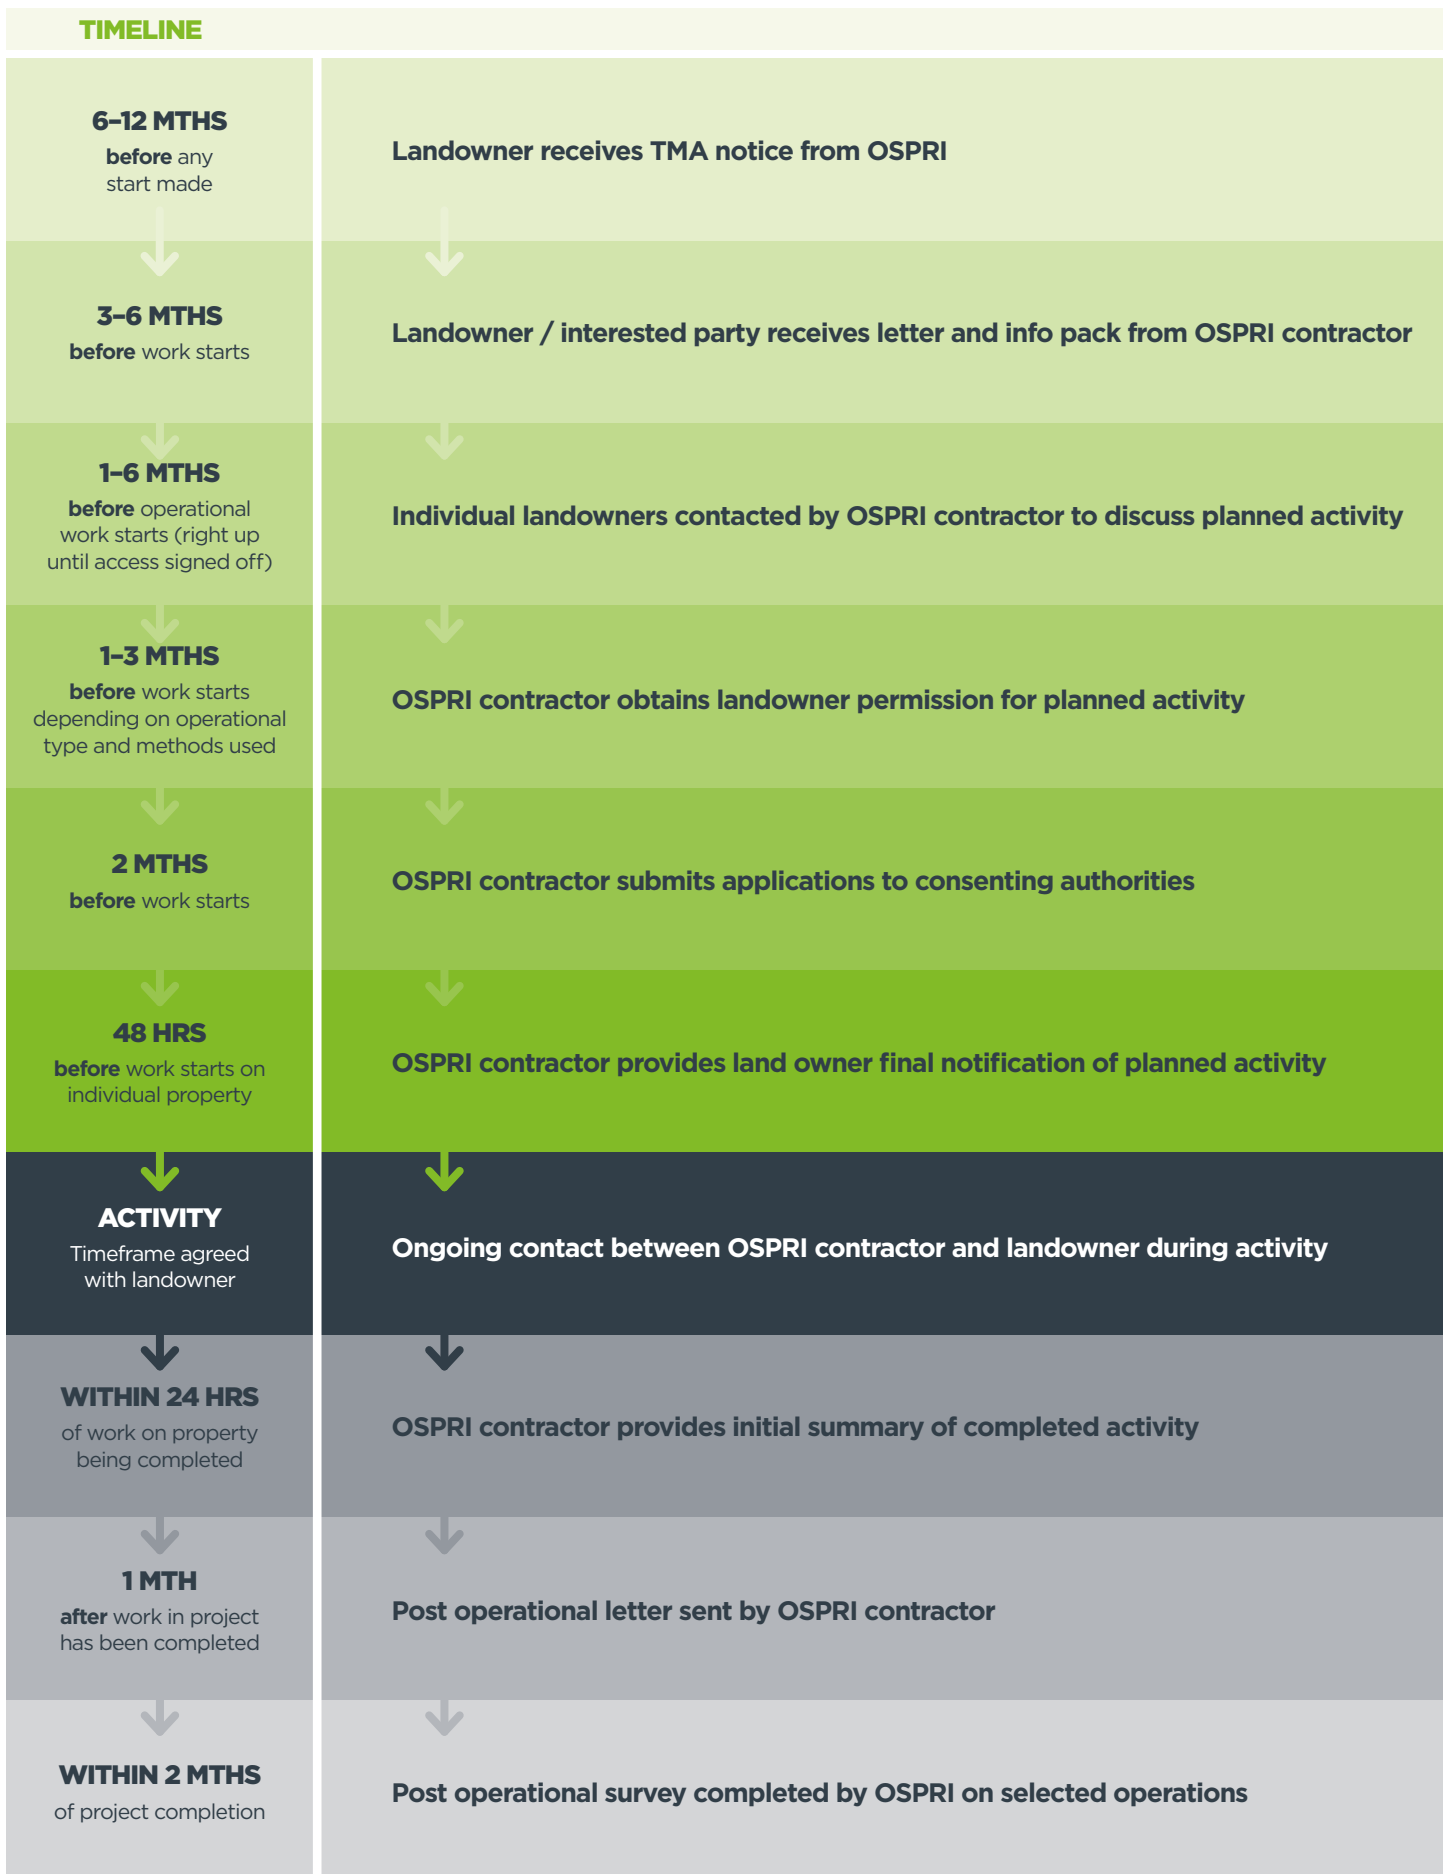 TIMELINE
6–12 MTHS
before any
start made
Landowner receives TMA notice from OSPRI
3–6 MTHS
before work starts
Landowner / interested party receives letter and info pack from OSPRI contractor
1–6 MTHS
before operational
work starts (right up
until access signed off)
Individual landowners contacted by OSPRI contractor to discuss planned activity
1–3 MTHS
before work starts
depending on operational
type and methods used
OSPRI contractor obtains landowner permission for planned activity
2 MTHS
before work starts
OSPRI contractor submits applications to consenting authorities
48 HRS
before work starts on
individual property
OSPRI contractor provides land owner final notification of planned activity
ACTIVITY
Timeframe agreed
with landowner
Ongoing contact between OSPRI contractor and landowner during activity
WITHIN 24 HRS
of work on property
being completed
OSPRI contractor provides initial summary of completed activity
1 MTH
after work in project
has been completed
Post operational letter sent by OSPRI contractor
WITHIN 2 MTHS
of project completion
Post operational survey completed by OSPRI on selected operations